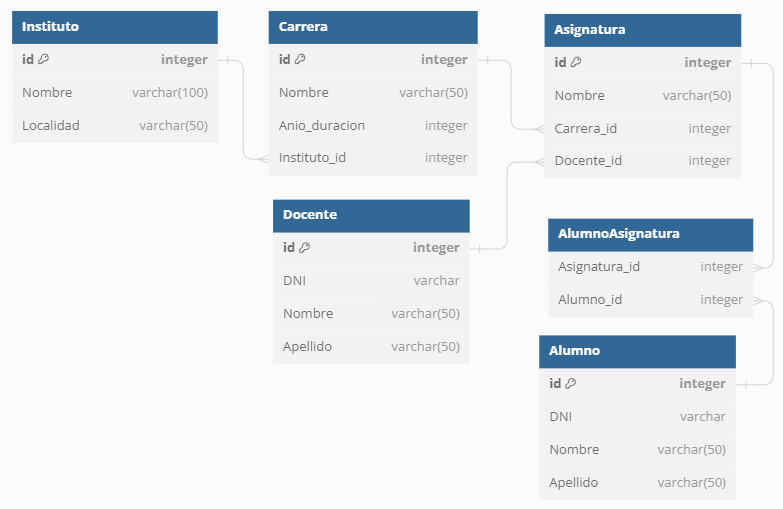 Instituto
id integer
Nombre varchar(100)
Localidad varchar(50)
Carrera
id integer
Nombre varchar(50)
Anio_duracion integer
Instituto_id integer
Asignatura
id integer
Nombre varchar(50)
Carrera_id integer
Docente_id integer
Docente
id integer
DNI varchar
Nombre varchar(50)
Apellido varchar(50)
AlumnoAsignatura
Asignatura_id integer
Alumno_id integer
Alumno
id integer
DNI varchar
Nombre varchar(50)
Apellido varchar(50)